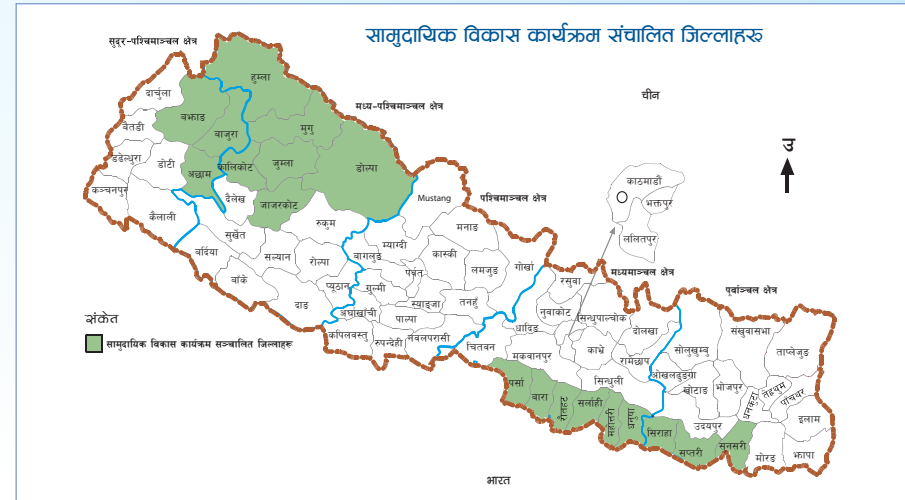 सामुदायिक विकास कार्यक्रम संचालित जिल्लाहरू
सुदूर-पश्चिमाञ्चल क्षेत्र
हुम्ला
चीन
दार्चुला
बझाङ
मध्य-पश्चिमाञ्चल क्षेत्र
बैतडी
बाजुरा
मुगु
उ
डढेल्धुरा
डोटी
अछाम
कालिकोट
जुम्ला
डोल्पा
काठमाडौं
कञ्चनपुर
दैलेख
जाजरकोट
Mustang
पश्चिमाञ्चल क्षेत्र
भक्तपुर
कैलाली
रुकुम
मनाङ
ललितपुर
सुर्खेत
म्याग्दी
बर्दिया
सल्यान
रोल्पा
बागलुङ
कास्की
गोर्खा
मध्यमाञ्चल क्षेत्र
पर्वत
लमजुङ
बाँके
प्यूठान
गुल्मी
रसुवा
पूर्वाञ्चल क्षेत्र
दाङ
स्याङ्जा
तनहुँ
नुवाकोट
सिन्धुपाल्चोक
अर्घाखाँची
पाल्पा
धादिङ
दोलखा
संखुवासभा
संकेत
कपिलवस्तु
रुपन्देही
नवलपरासी
चितवन
काभ्रे
रामेछाप
सोलुखुम्बु
ताप्लेजुङ
सामुदायिक विकास कार्यक्रम सञ्चालित जिल्लाहरू
मकवानपुर
ओखलढुङ्गा
पर्सा
सिन्धुली
खोटाङ
भोजपुर
धनकुटा
तेह्रथुम
पाँचथर
बारा
रौतहट
सर्लाही
महोत्तरी
धनुषा
सिराहा
उदयपुर
इलाम
सप्तरी
सुनसरी
मोरङ
झापा
भारत